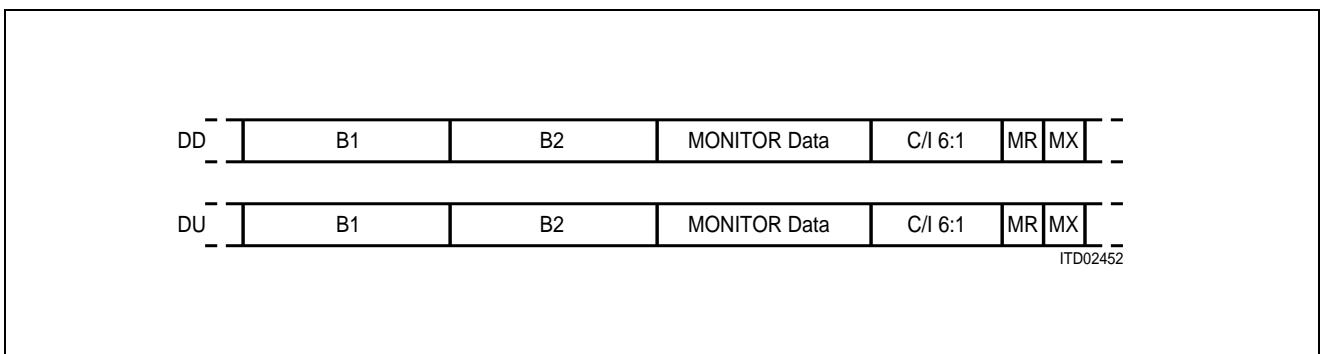 DD B1 B2 MONITOR Data C/I 6:1 MR MX
DU B1 B2 MONITOR Data C/I 6:1 MR MX
ITD02452